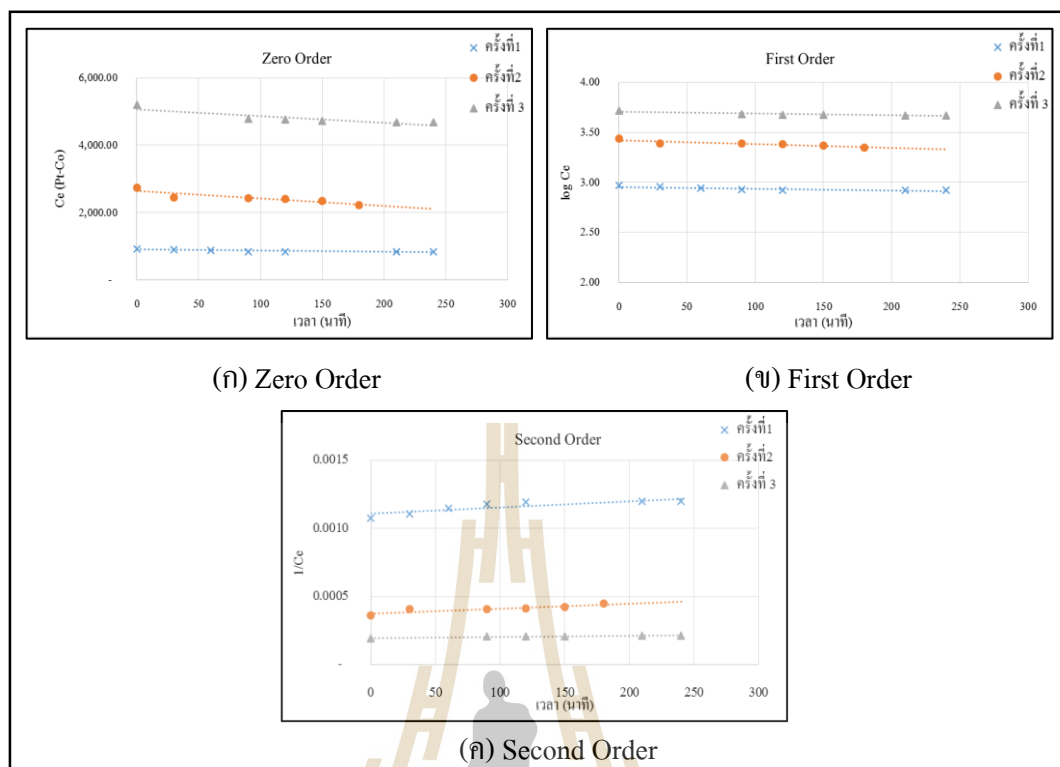 Zero Order
ครั้งที่1
ครั้งที่2
ครั้งที่ 3
6,000.00
4,000.00
2,000.00
-
Ce (Pt-Co)
0 50 100 150 200 250 300
เวลา (นาที)
(ก) Zero Order
First Order
ครั้งที่1
ครั้งที่2
ครั้งที่ 3
4.00
3.50
3.00
2.50
2.00
log Ce
0 50 100 150 200 250 300
เวลา (นาที)
(ข) First Order
Second Order
ครั้งที่1
ครั้งที่2
ครั้งที่ 3
0.0015
0.0010
0.0005
-
1/Ce
0 50 100 150 200 250 300
เวลา (นาที)
(ค) Second Order